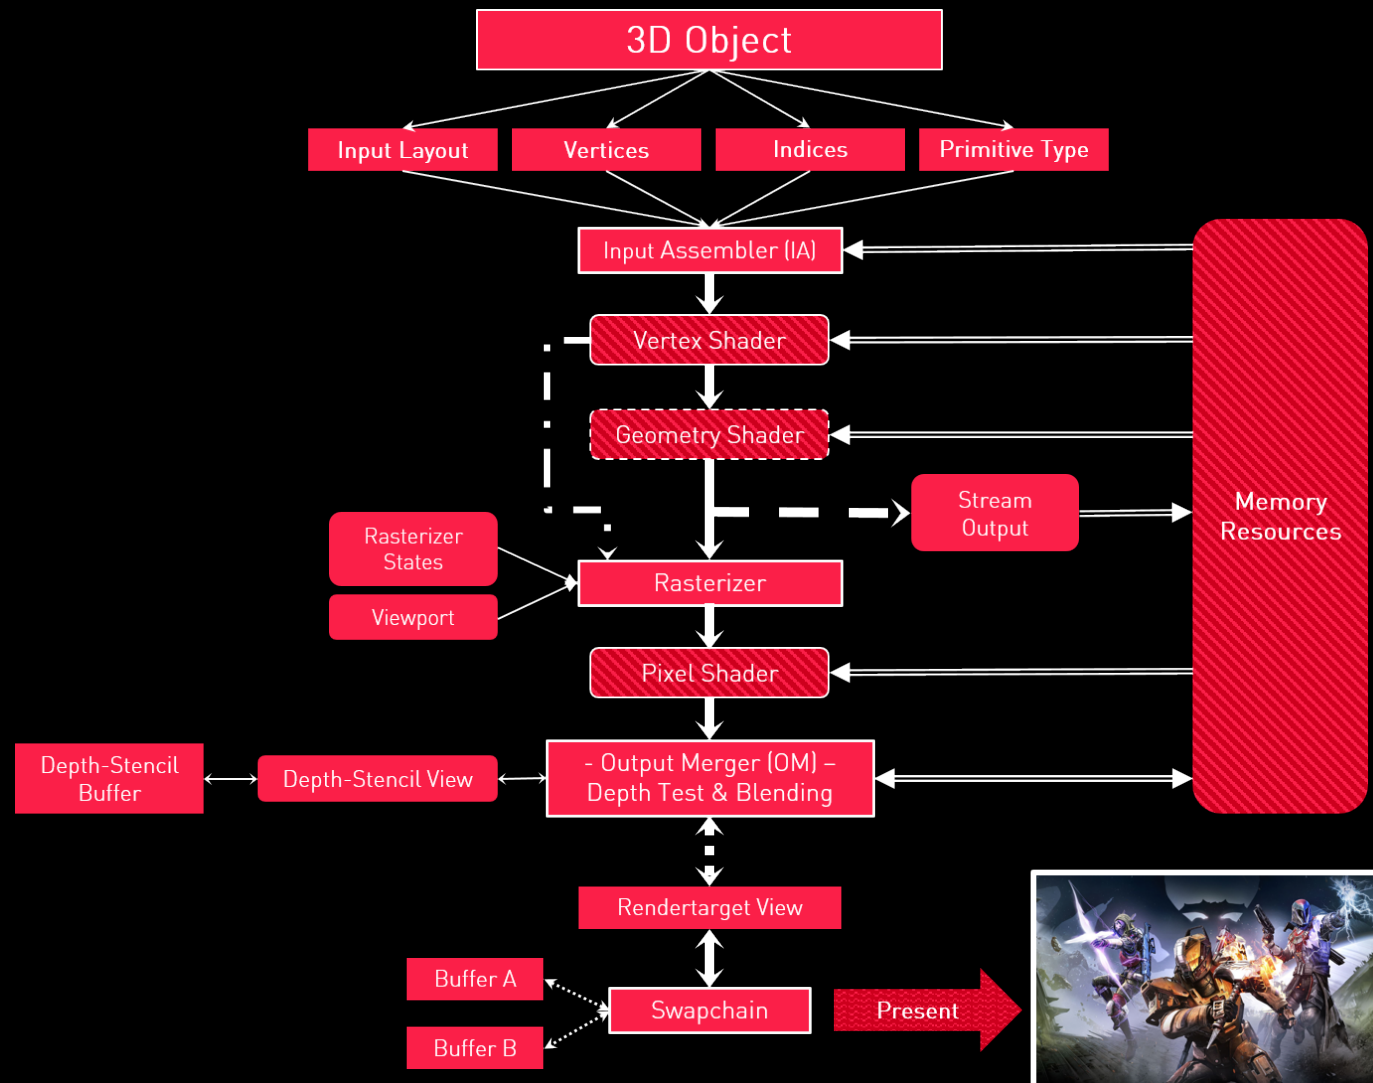 3D Object
Input Layout
Vertices
Indices
Primitive Type
Input Assembler (IA)
Vertex Shader
Geometry Shader
Stream
Output
Memory
Resources
Rasterizer
States
Viewport
Rasterizer
Pixel Shader
Depth-Stencil
Buffer
Depth-Stencil View
- Output Merger (OM) –
Depth Test & Blending
Rendertarget View
Buffer A
Buffer B
Swapchain
Present